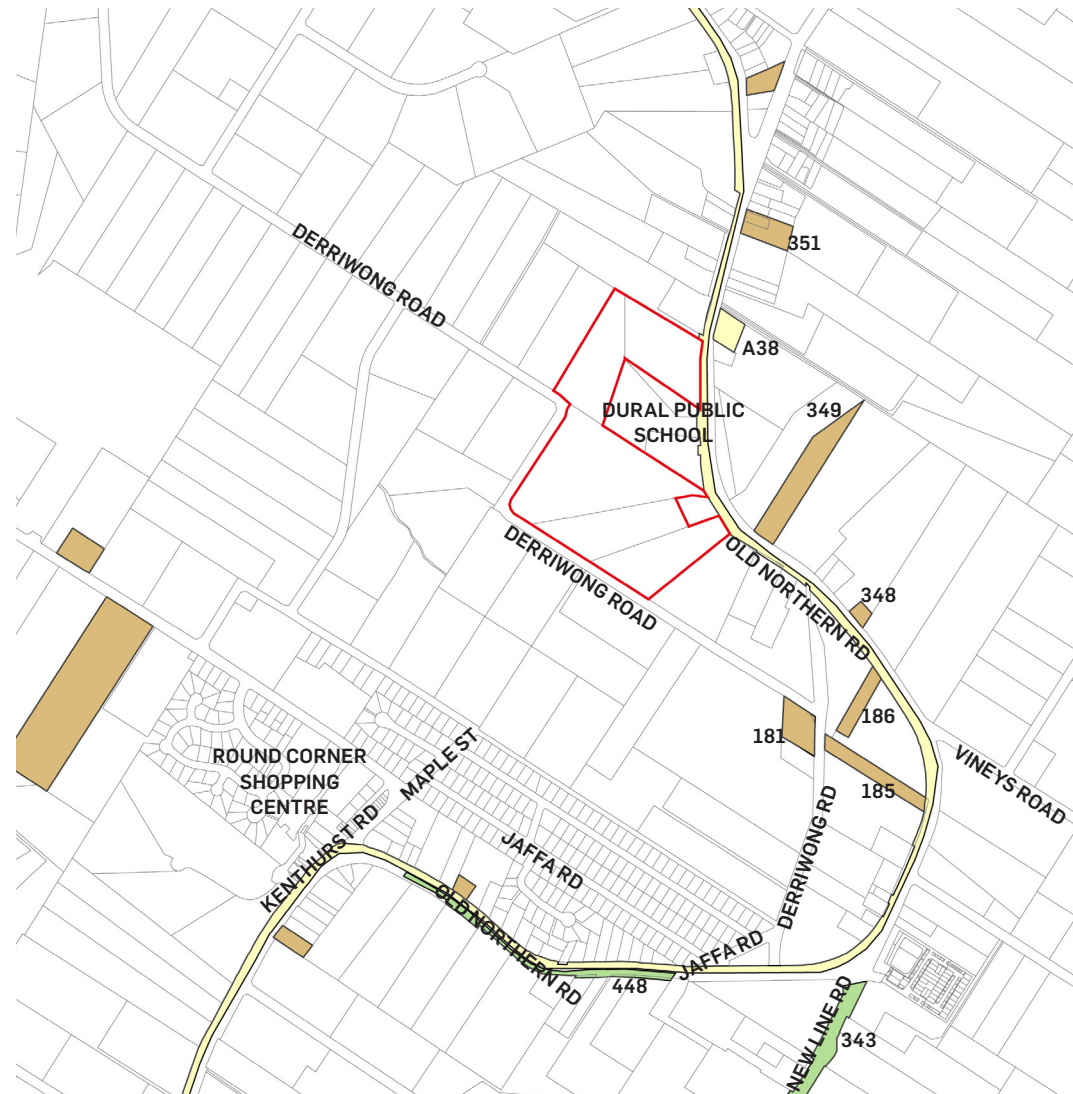 351
DERRIWONG ROAD
A38
DURAL PUBLIC
SCHOOL
349
OLD NORTHERN RD
DERRIWONG ROAD
348
186
181
VINEYS ROAD
185
ROUND CORNER
SHOPPING
CENTRE
MAPLE ST
KENTHURST RD
JAFFA RD
DERRIWONG RD
OLD NORTHERN RD
JAFFA RD
448
NEW LINE RD
343